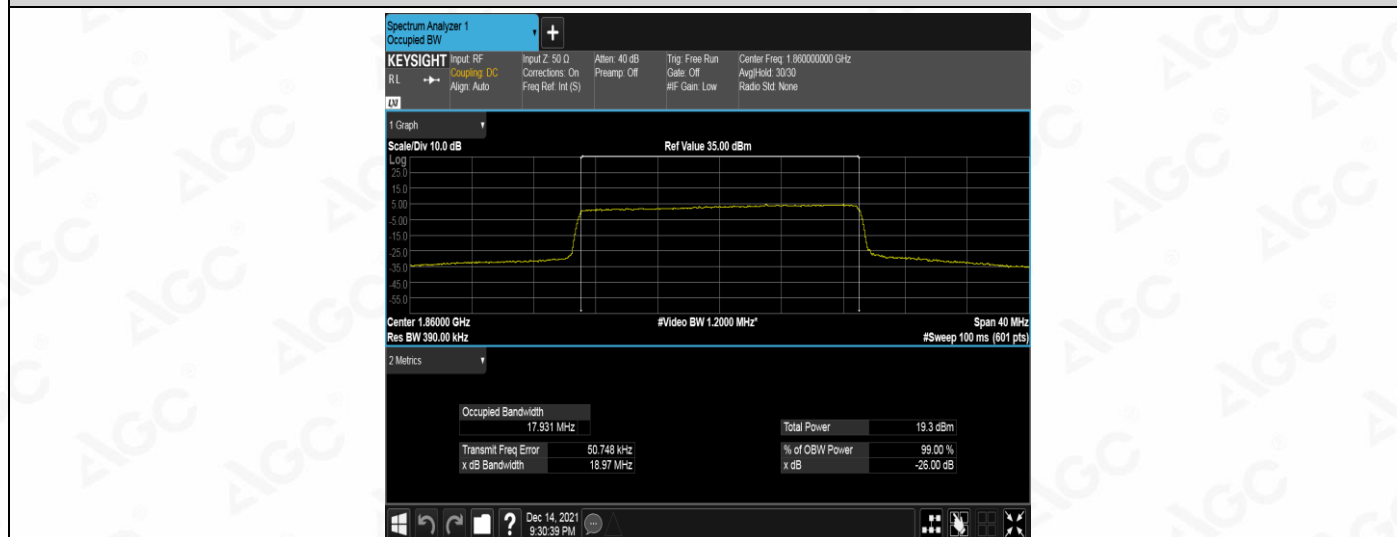 Spectrum Analyzer 1
Occupied BW
+
KEYSIGHT Input: RF Input Z: 50 Ω Atten: 40 dB Trig: Free Run Center Freq: 1.860000000 GHz
RL Coupling: DC Corrections: On Preamp: Off Gate: Off Avg|Hold: 30/30
Align: Auto Freq Ref: Int (S) #IF Gain: Low Radio Std: None
LXI
1 Graph
Scale/Div 10.0 dB Ref Value 35.00 dBm
Log
25.0
15.0
5.00
-5.00
-15.0
-25.0
-35.0
-45.0
-55.0
Center 1.86000 GHz #Video BW 1.2000 MHz* Span 40 MHz
Res BW 390.00 kHz #Sweep 100 ms (601 pts)
2 Metrics
Occupied Bandwidth
17.931 MHz Total Power 19.3 dBm
Transmit Freq Error 50.748 kHz % of OBW Power 99.00 %
x dB Bandwidth 18.97 MHz x dB -26.00 dB
? Dec 14, 2021
9:30:39 PM